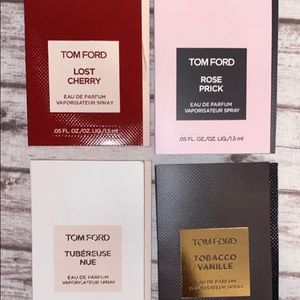 TOM FORD
LOST
CHERRY
EAU DE PARFUM
VAPORISATEUR SPRAY
.05 FL. OZ./OZ. LIQ./1.5 ml
TOM FORD
ROSE
PRICK
EAU DE PARFUM
VAPORISATEUR SPRAY
.05 FL. OZ./OZ. LIQ./1.5 ml
TOM FORD
TUBÉREUSE
NUE
EAU DE PARFUM
VAPORISATEUR SPRAY
TOM FORD
TOBACCO
VANILLE
EAU DE PARFUM
VAPORISATEUR SPRAY